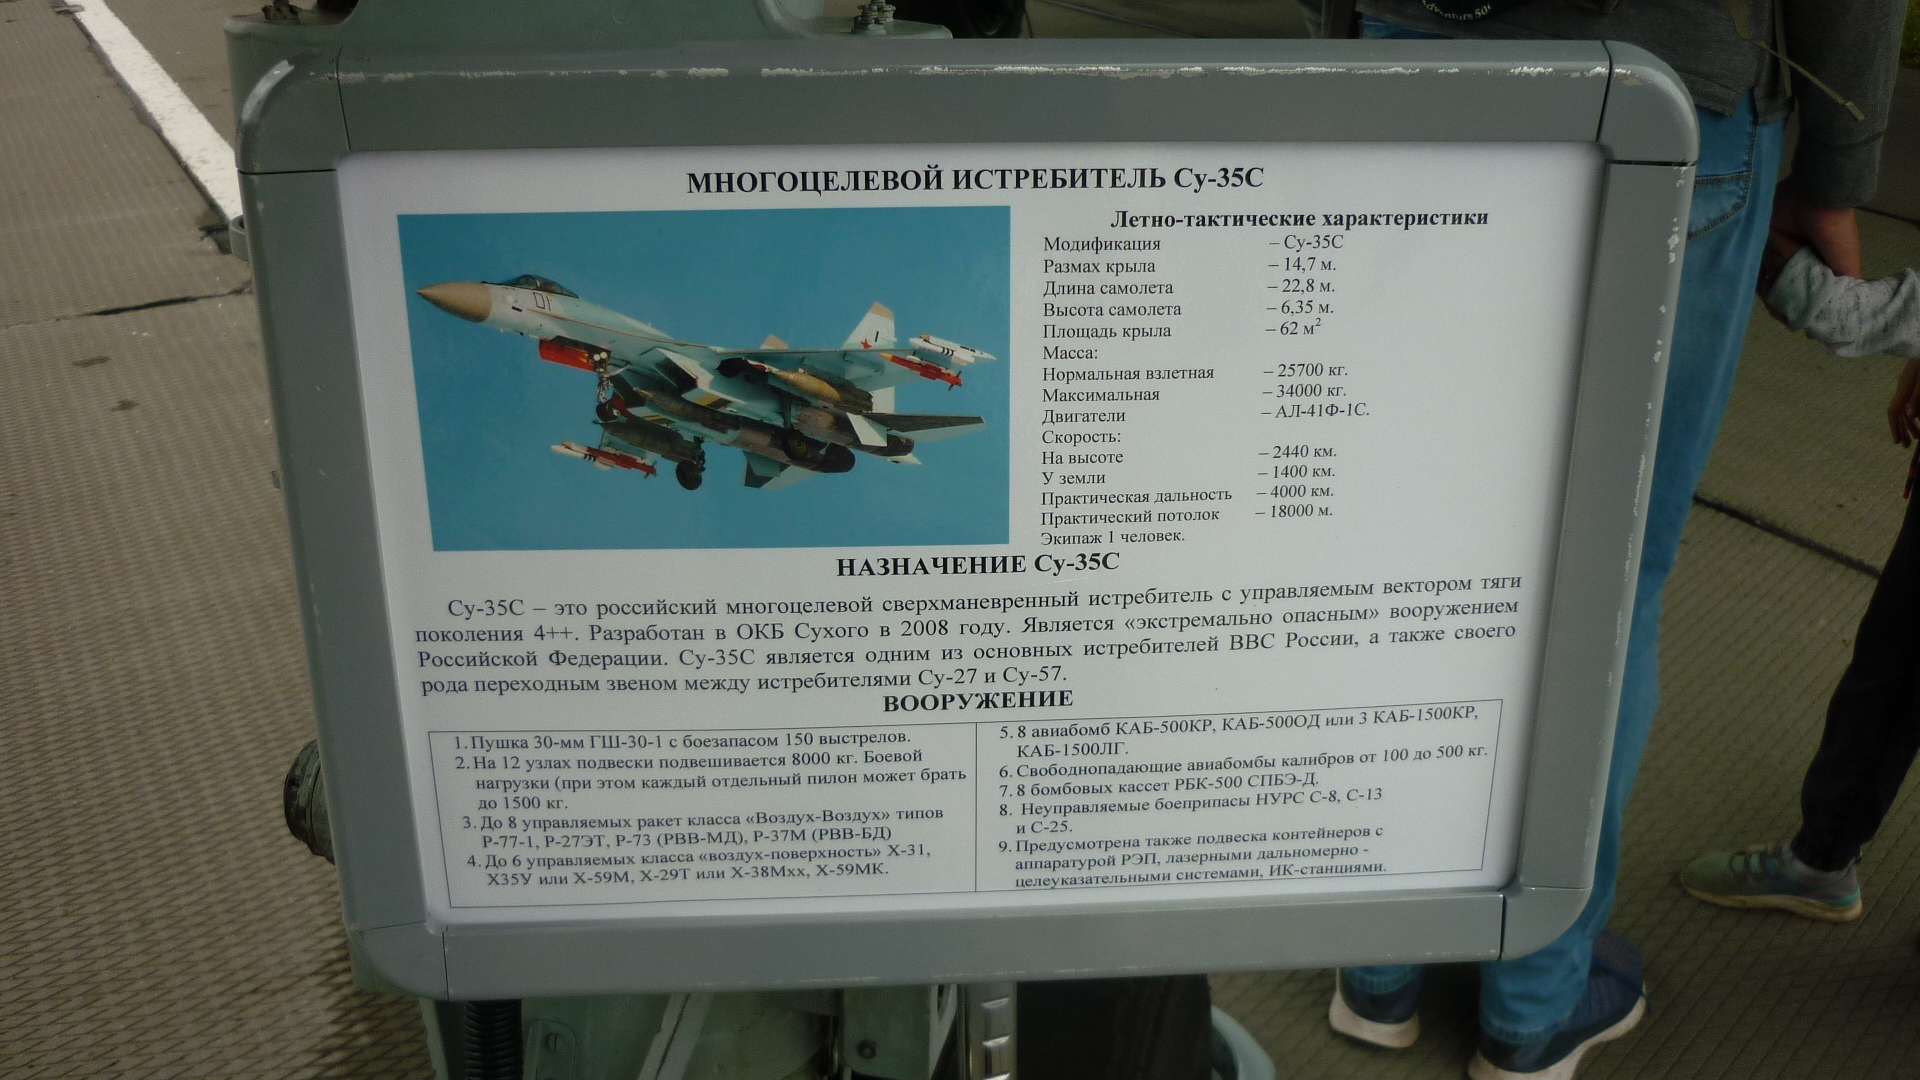 Adventure 50+
МНОГОЦЕЛЕВОЙ ИСТРЕБИТЕЛЬ Су-35С
01
1
Летно-тактические характеристики
Модификация – Су-35С
Размах крыла – 14,7 м.
Длина самолета – 22,8 м.
Высота самолета – 6,35 м.
Площадь крыла – 62 м²
Масса:
Нормальная взлетная – 25700 кг.
Максимальная – 34000 кг.
Двигатели – АЛ-41Ф-1С.
Скорость:
На высоте – 2440 км.
У земли – 1400 км.
Практическая дальность – 4000 км.
Практический потолок – 18000 м.
Экипаж 1 человек.
НАЗНАЧЕНИЕ Су-35С
Су-35С – это российский многоцелевой сверхманевренный истребитель с управляемым вектором тяги
поколения 4++. Разработан в ОКБ Сухого в 2008 году. Является «экстремально опасным» вооружением
Российской Федерации. Су-35С является одним из основных истребителей ВВС России, а также своего
рода переходным звеном между истребителями Су-27 и Су-57.
ВООРУЖЕНИЕ
1. Пушка 30-мм ГШ-30-1 с боезапасом 150 выстрелов.
2. На 12 узлах подвески подвешивается 8000 кг. Боевой
нагрузки (при этом каждый отдельный пилон может брать
до 1500 кг.
3. До 8 управляемых ракет класса «Воздух-Воздух» типов
Р-77-1, Р-27ЭТ, Р-73 (РВВ-МД), Р-37М (РВВ-БД)
4. До 6 управляемых класса «воздух-поверхность» Х-31,
Х35У или Х-59М, Х-29Т или Х-38Мхх, Х-59МК.
5. 8 авиабомб КАБ-500КР, КАБ-500ОД или 3 КАБ-1500КР,
КАБ-1500ЛГ.
6. Свободнопадающие авиабомбы калибров от 100 до 500 кг.
7. 8 бомбовых кассет РБК-500 СПБЭ-Д.
8. Неуправляемые боеприпасы НУРС С-8, С-13
и С-25.
9. Предусмотрена также подвеска контейнеров с
аппаратурой РЭП, лазерными дальномерно -
целеуказательными системами, ИК-станциями.